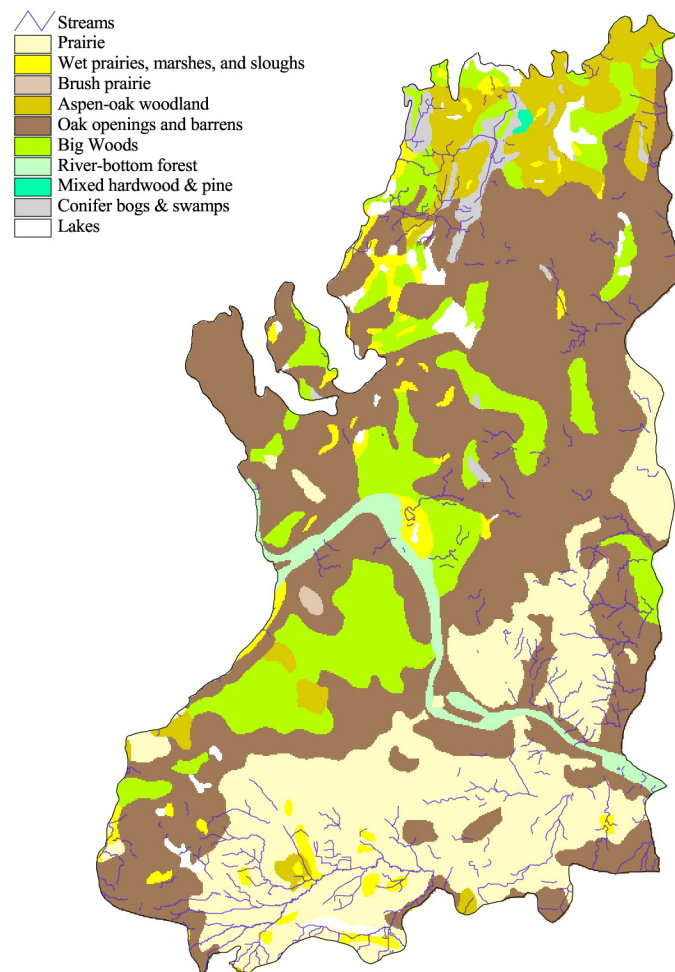 Streams
Prairie
Wet prairies, marshes, and sloughs
Brush prairie
Aspen-oak woodland
Oak openings and barrens
Big Woods
River-bottom forest
Mixed hardwood & pine
Conifer bogs & swamps
Lakes